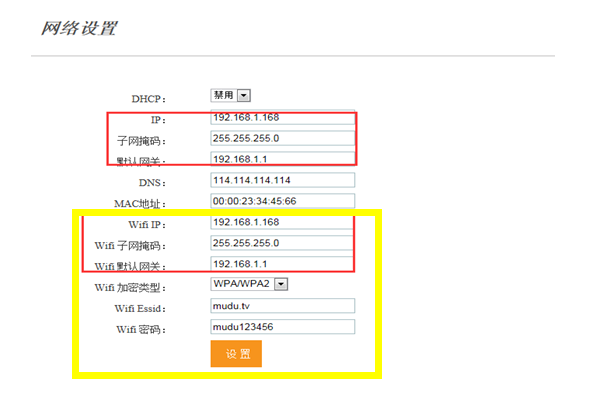 网络设置
DHCP： 禁用
IP： 192.168.1.168
子网掩码： 255.255.255.0
默认网关： 192.168.1.1
DNS： 114.114.114.114
MAC地址： 00:00:23:34:45:66
Wifi IP： 192.168.1.168
Wifi 子网掩码： 255.255.255.0
Wifi 默认网关： 192.168.1.1
Wifi 加密类型： WPA/WPA2
Wifi Essid： mudu.tv
Wifi 密码： mudu123456
设 置